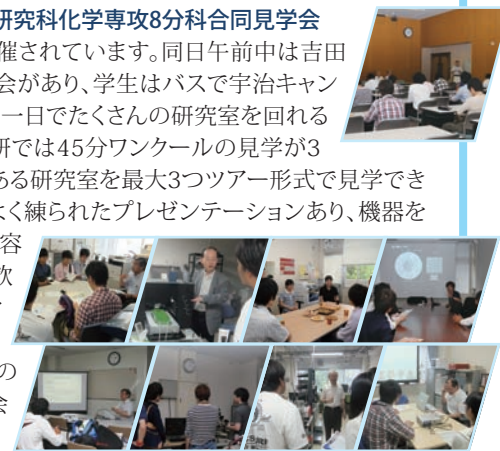 研究科化学専攻8分科合同見学会
催されています。同日午前中は吉田
会があり、学生はバスで宇治キャン
一日でたくさんの研究室を回れる
研では45分ワンクールの見学が3
ある研究室を最大3つツアー形式で見学でき
よく練られたプレゼンテーションあり、機器を
容
の
会